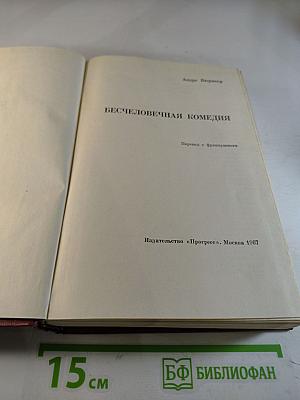 Андре Вюрмсер
БЕСЧЕЛОВЕЧНАЯ КОМЕДИЯ
Перевод с французского
Издательство «Прогресс». Москва 1967
15 см
БФ БИБЛИОФАН